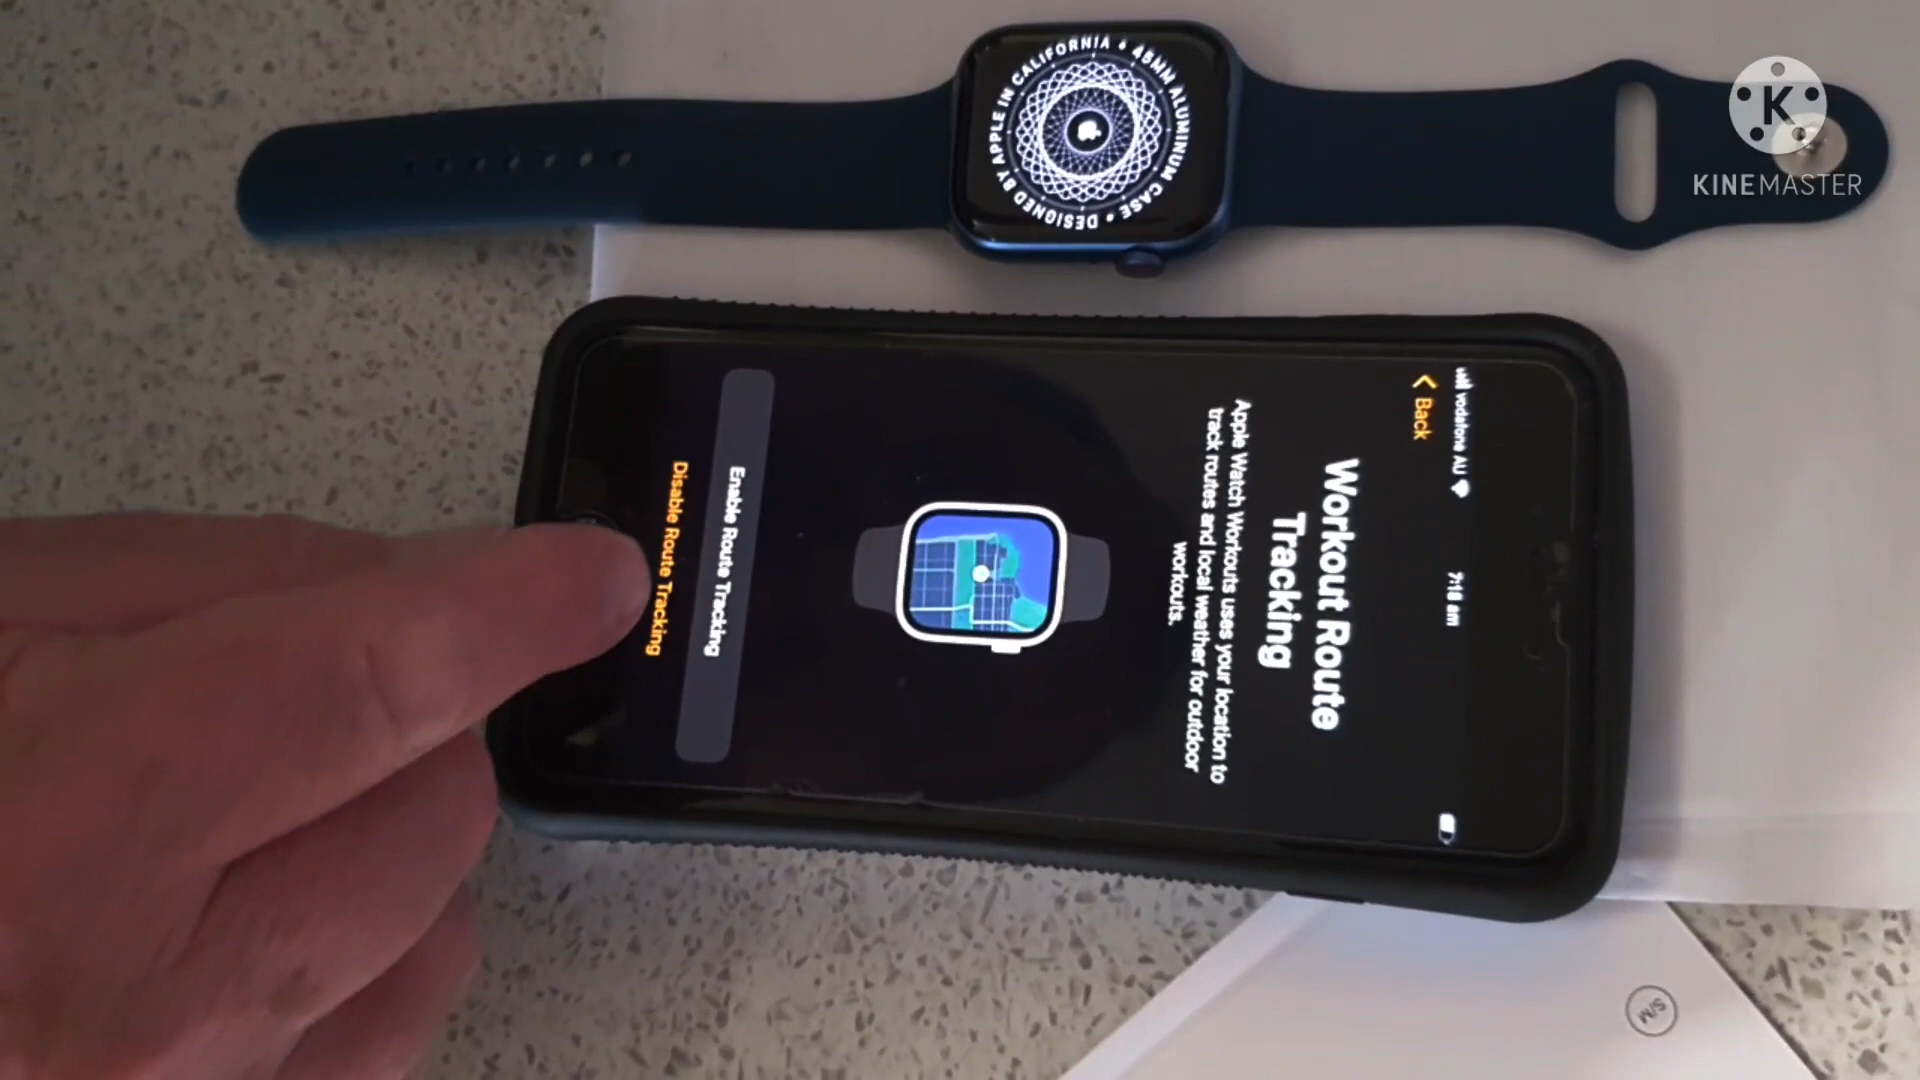 DESIGNED BY APPLE IN CALIFORNIA • 45MM ALUMINUM CASE •
K
KINEMASTER
vodafone AU
7:18 am
Back
Workout Route
Tracking
Apple Watch Workouts uses your location to
track routes and local weather for outdoor
workouts.
Enable Route Tracking
Disable Route Tracking
S/M